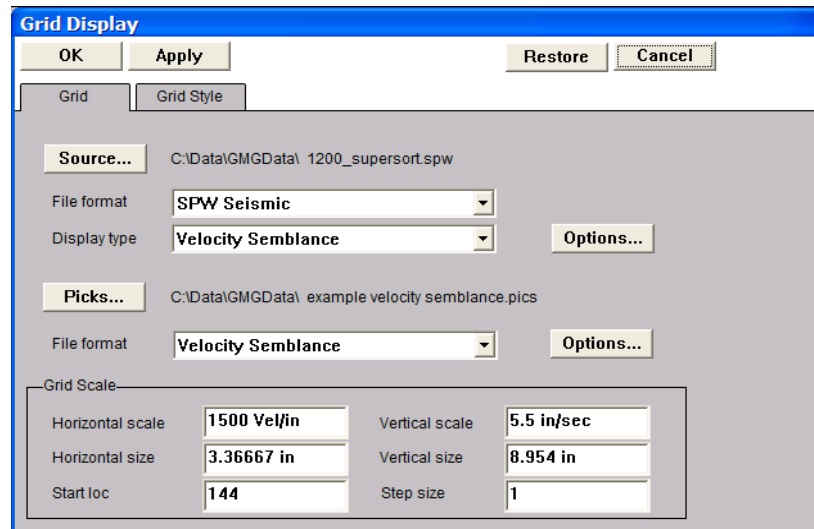 Grid Display
OK Apply Restore Cancel
Grid Grid Style
Source... C:\Data\GMGData\ 1200_supersort.spw
File format SPW Seismic
Display type Velocity Semblance Options...
Picks... C:\Data\GMGData\ example velocity semblance.pics
File format Velocity Semblance Options...
Grid Scale
Horizontal scale 1500 Vel/in Vertical scale 5.5 in/sec
Horizontal size 3.36667 in Vertical size 8.954 in
Start loc 144 Step size 1